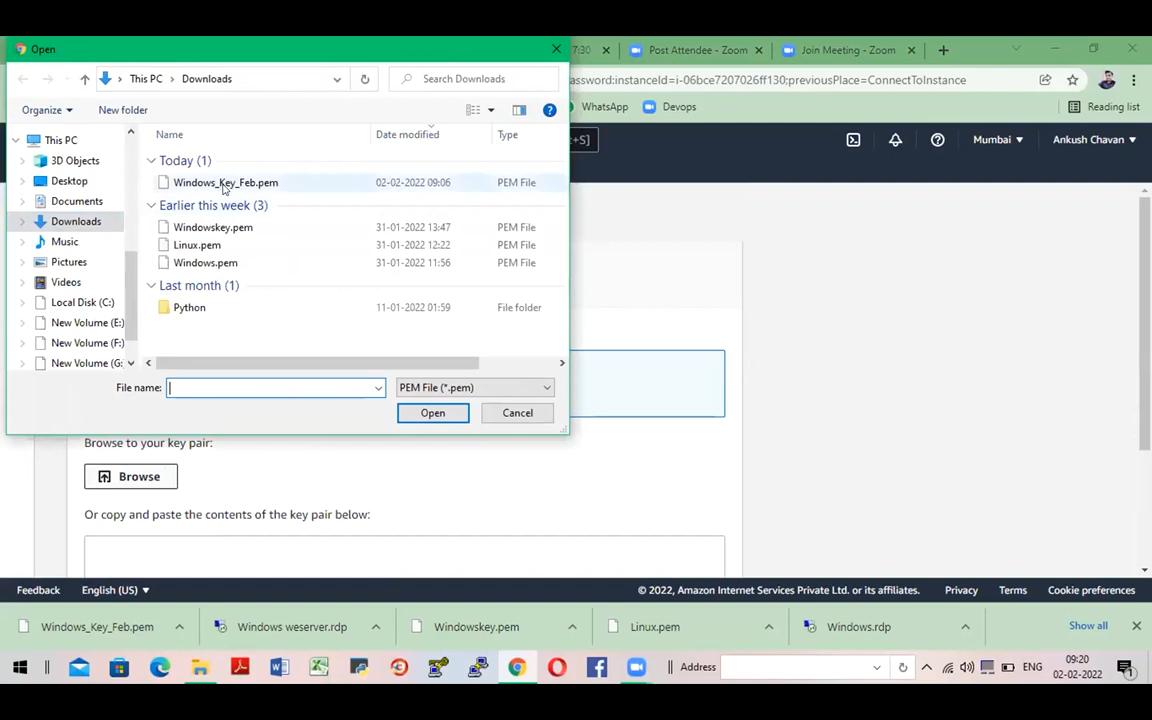 Open
7:30
Post Attendee - Zoom
Join Meeting - Zoom
This PC
Downloads
Search Downloads
assword:instanceId=i-06bce7207026ff130;previousPlace=ConnectToInstance
Organize
New folder
WhatsApp
Devops
Reading list
This PC
3D Objects
Desktop
Documents
Downloads
Music
Pictures
Videos
Local Disk (C:)
New Volume (E:)
New Volume (F:)
New Volume (G:
Name
Date modified
Type
Today (1)
Windows_Key_Feb.pem
02-02-2022 09:06
PEM File
Earlier this week (3)
Windowskey.pem
31-01-2022 13:47
PEM File
Linux.pem
31-01-2022 12:22
PEM File
Windows.pem
31-01-2022 11:56
PEM File
Last month (1)
Python
11-01-2022 01:59
File folder
+S]
Mumbai
Ankush Chavan
File name:
PEM File (*.pem)
Open
Cancel
Browse to your key pair:
Browse
Or copy and paste the contents of the key pair below:
Feedback
English (US)
© 2022, Amazon Internet Services Private Ltd. or its affiliates.
Privacy
Terms
Cookie preferences
Windows_Key_Feb.pem
Windows weserver.rdp
Windowskey.pem
Linux.pem
Windows.rdp
Show all
Address
ENG
09:20
02-02-2022
1